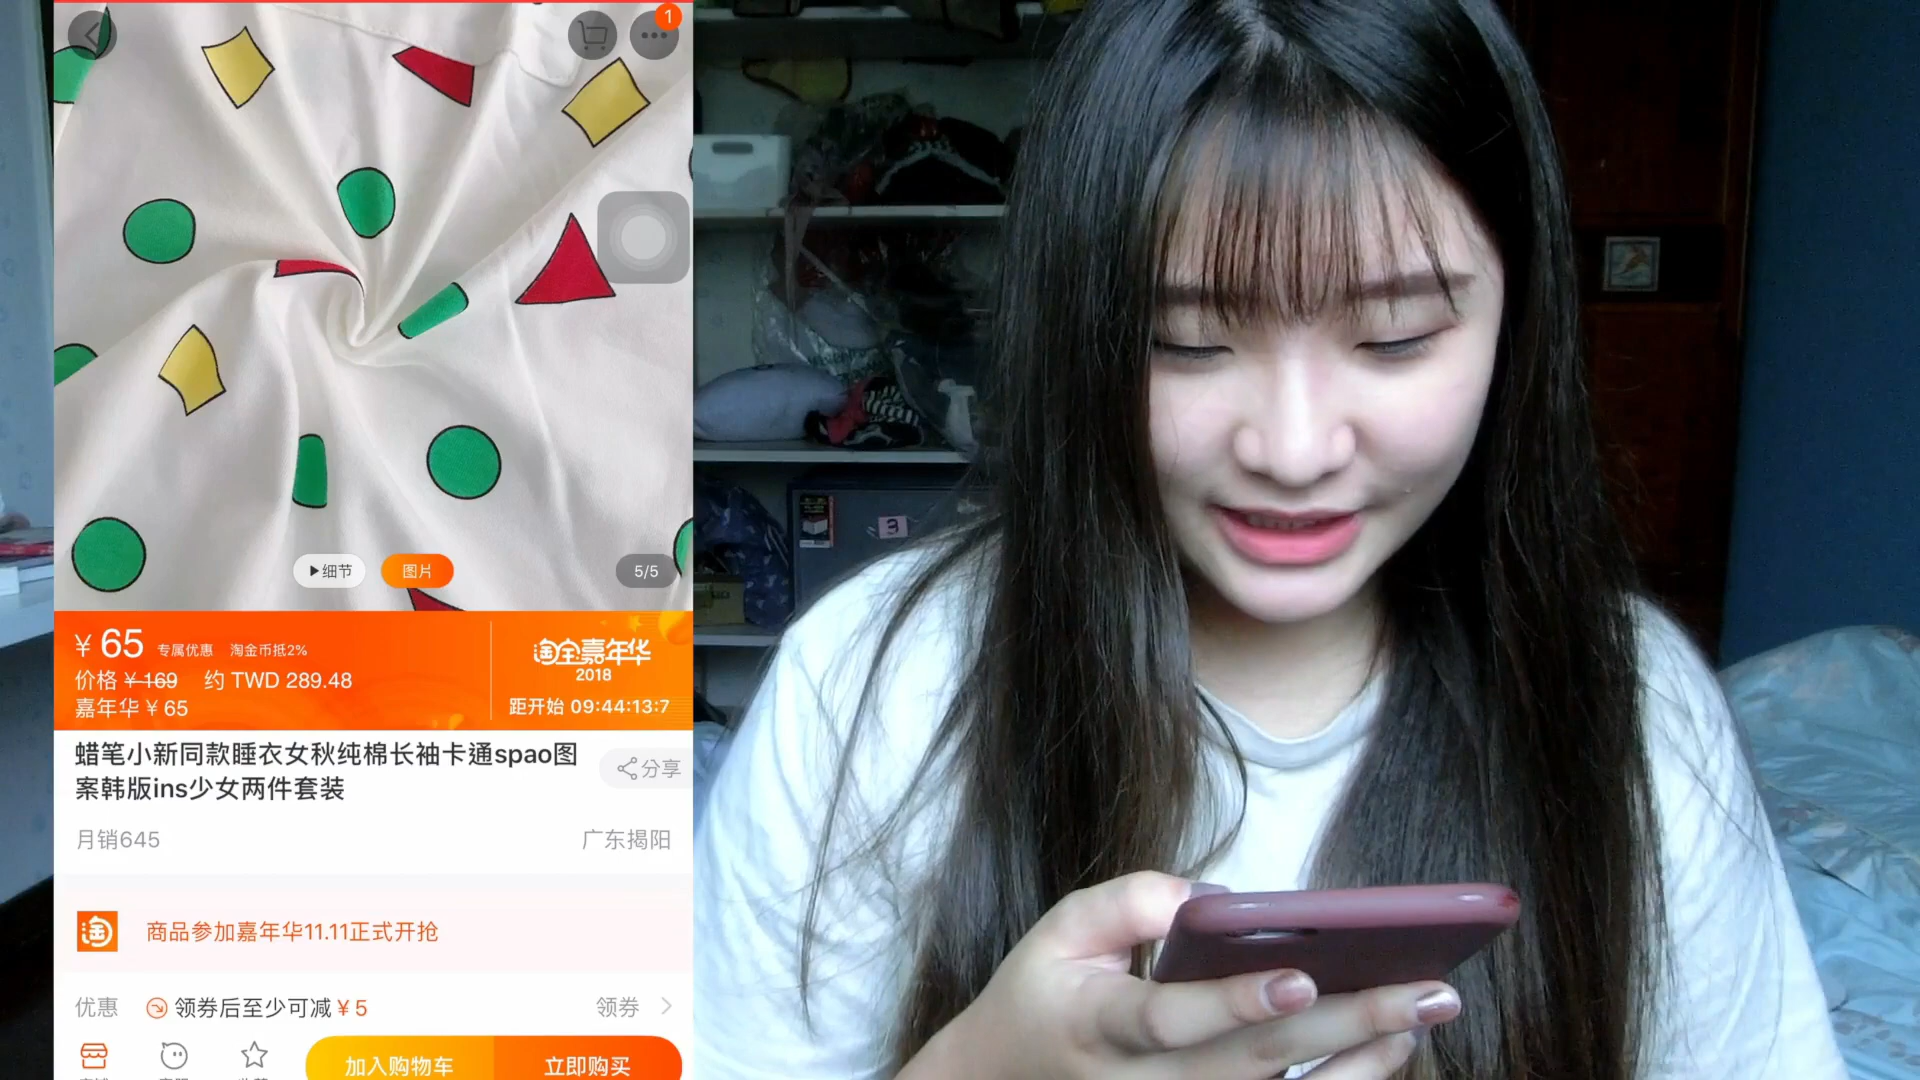 1
▶细节
图片
5/5
¥ 65 专属优惠 淘金币抵2%
价格 ¥ 169 约 TWD 289.48
嘉年华 ¥ 65
淘宝嘉年华
2018
距开始 09:44:13:7
蜡笔小新同款睡衣女秋纯棉长袖卡通spao图
案韩版ins少女两件套装
分享
月销645
广东揭阳
淘
商品参加嘉年华11.11正式开抢
优惠
领券后至少可减 ¥ 5
领券
加入购物车
立即购买
3